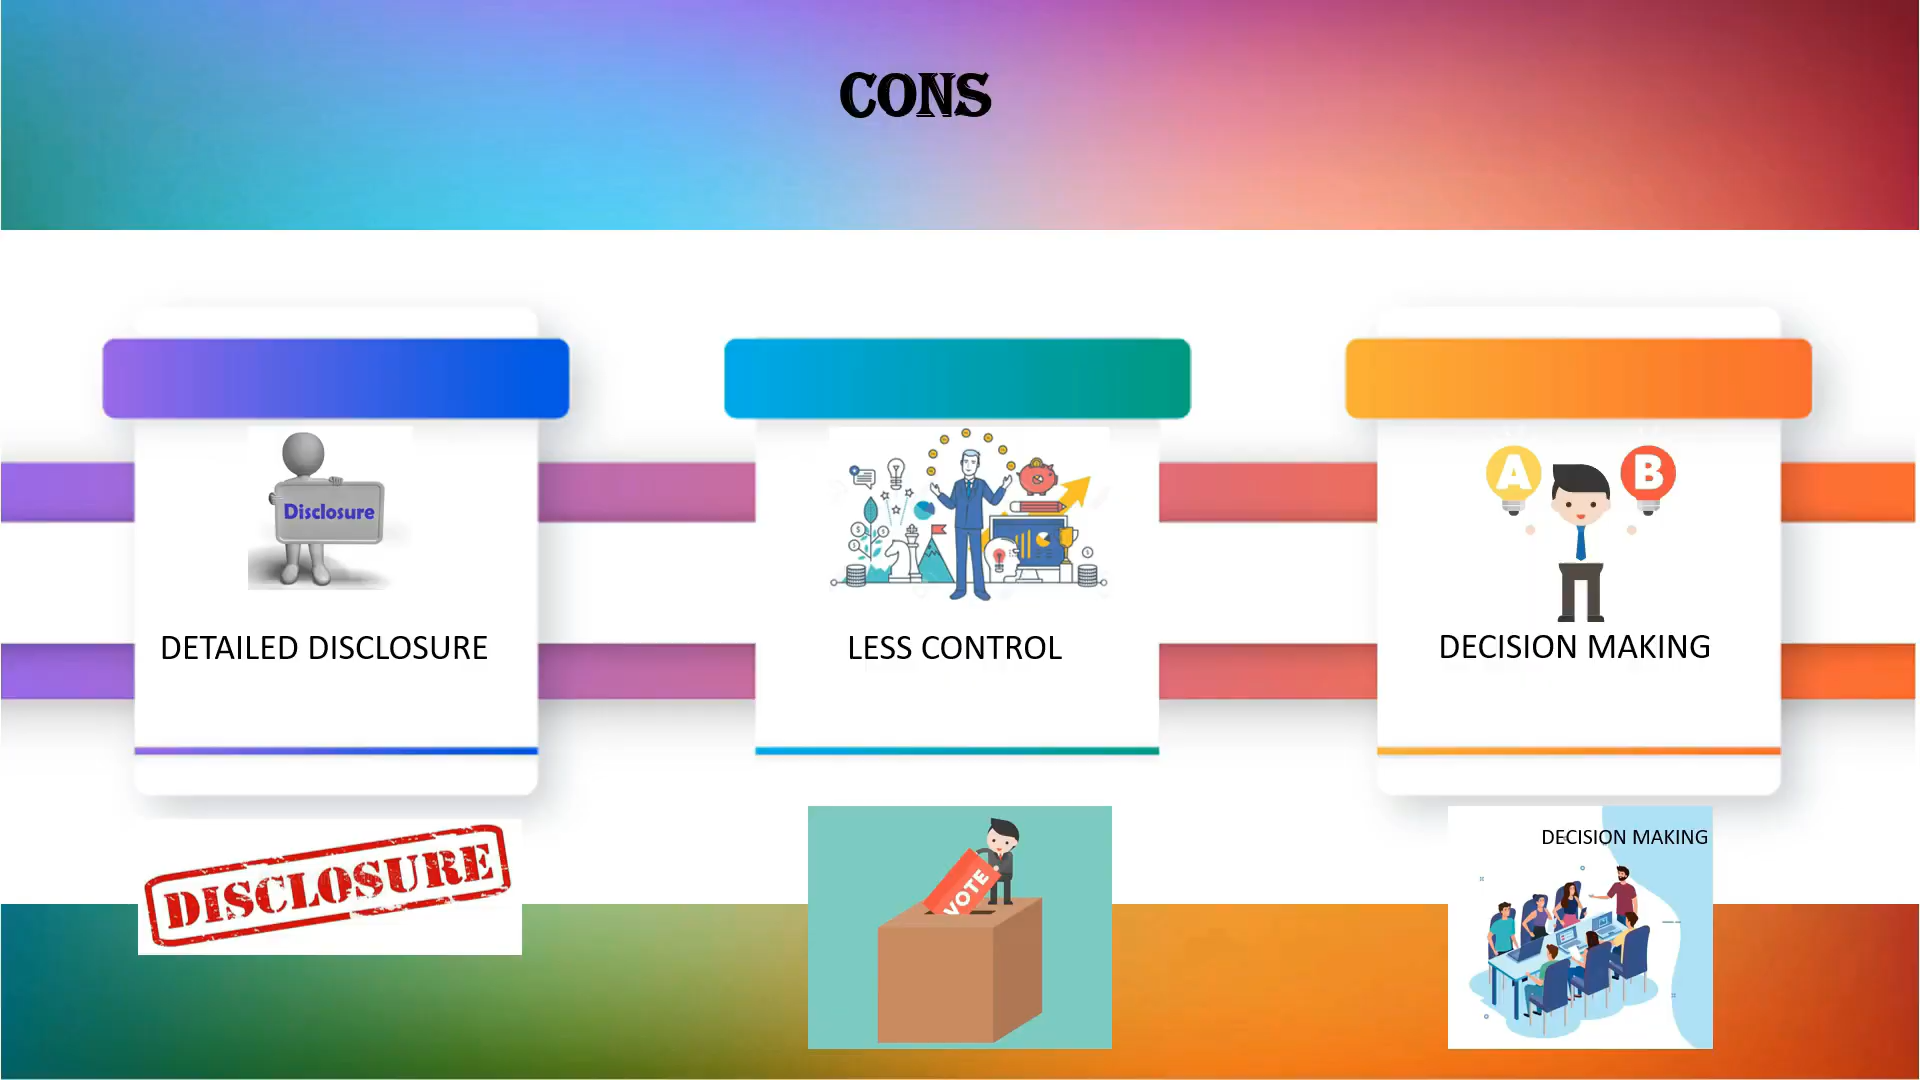 CONS
Disclosure
A
B
DETAILED DISCLOSURE
LESS CONTROL
DECISION MAKING
DISCLOSURE
VOTE
DECISION MAKING